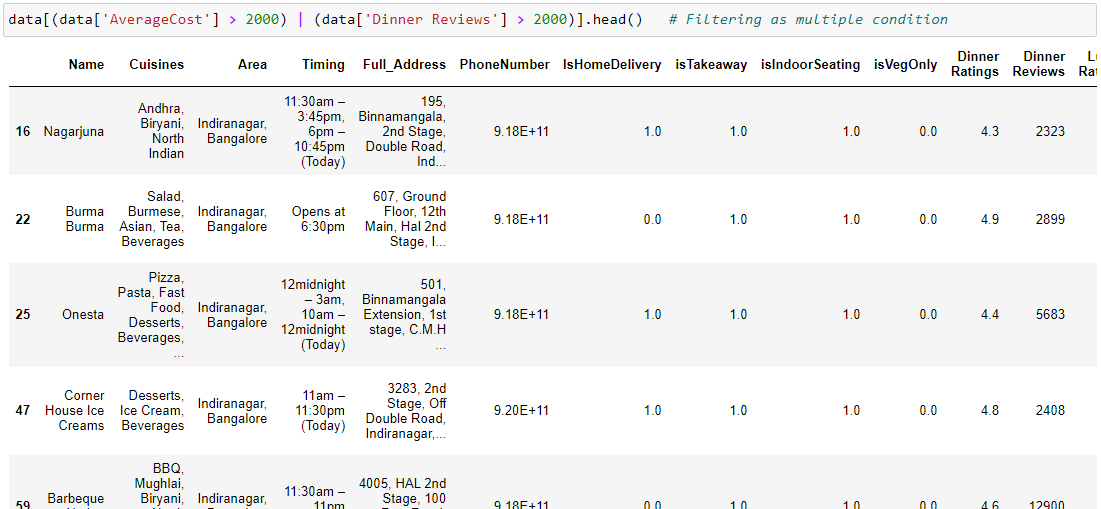 data[(data['AverageCost'] > 2000) | (data['Dinner Reviews'] > 2000)].head()   # Filtering as multiple condition
Name Cuisines Area Timing Full_Address PhoneNumber IsHomeDelivery isTakeaway isIndoorSeating isVegOnly Dinner Ratings Dinner Reviews
16 Nagarjuna Andhra, Biryani, North Indian Indiranagar, Bangalore 11:30am – 3:45pm, 6pm – 10:45pm (Today) 195, Binnamangala, 2nd Stage, Double Road, Ind... 9.18E+11 1.0 1.0 1.0 0.0 4.3 2323
22 Burma Burma Salad, Burmese, Asian, Tea, Beverages Indiranagar, Bangalore Opens at 6:30pm 607, Ground Floor, 12th Main, Hal 2nd Stage, I... 9.18E+11 0.0 1.0 1.0 0.0 4.9 2899
25 Onesta Pizza, Pasta, Fast Food, Desserts, Beverages, ... Indiranagar, Bangalore 12midnight – 3am, 10am – 12midnight (Today) 501, Binnamangala Extension, 1st stage, C.M.H ... 9.18E+11 1.0 1.0 1.0 0.0 4.4 5683
47 Corner House Ice Creams Desserts, Ice Cream, Beverages Indiranagar, Bangalore 11am – 11:30pm (Today) 3283, 2nd Stage, Off Double Road, Indiranagar,... 9.20E+11 1.0 1.0 1.0 0.0 4.8 2408
59 Barbeque BBQ, Mughlai, Biryani, Indiranagar, 11:30am – 11pm 4005, HAL 2nd Stage, 100 9.18E+11 0.0 1.0 1.0 0.0 4.6 12900